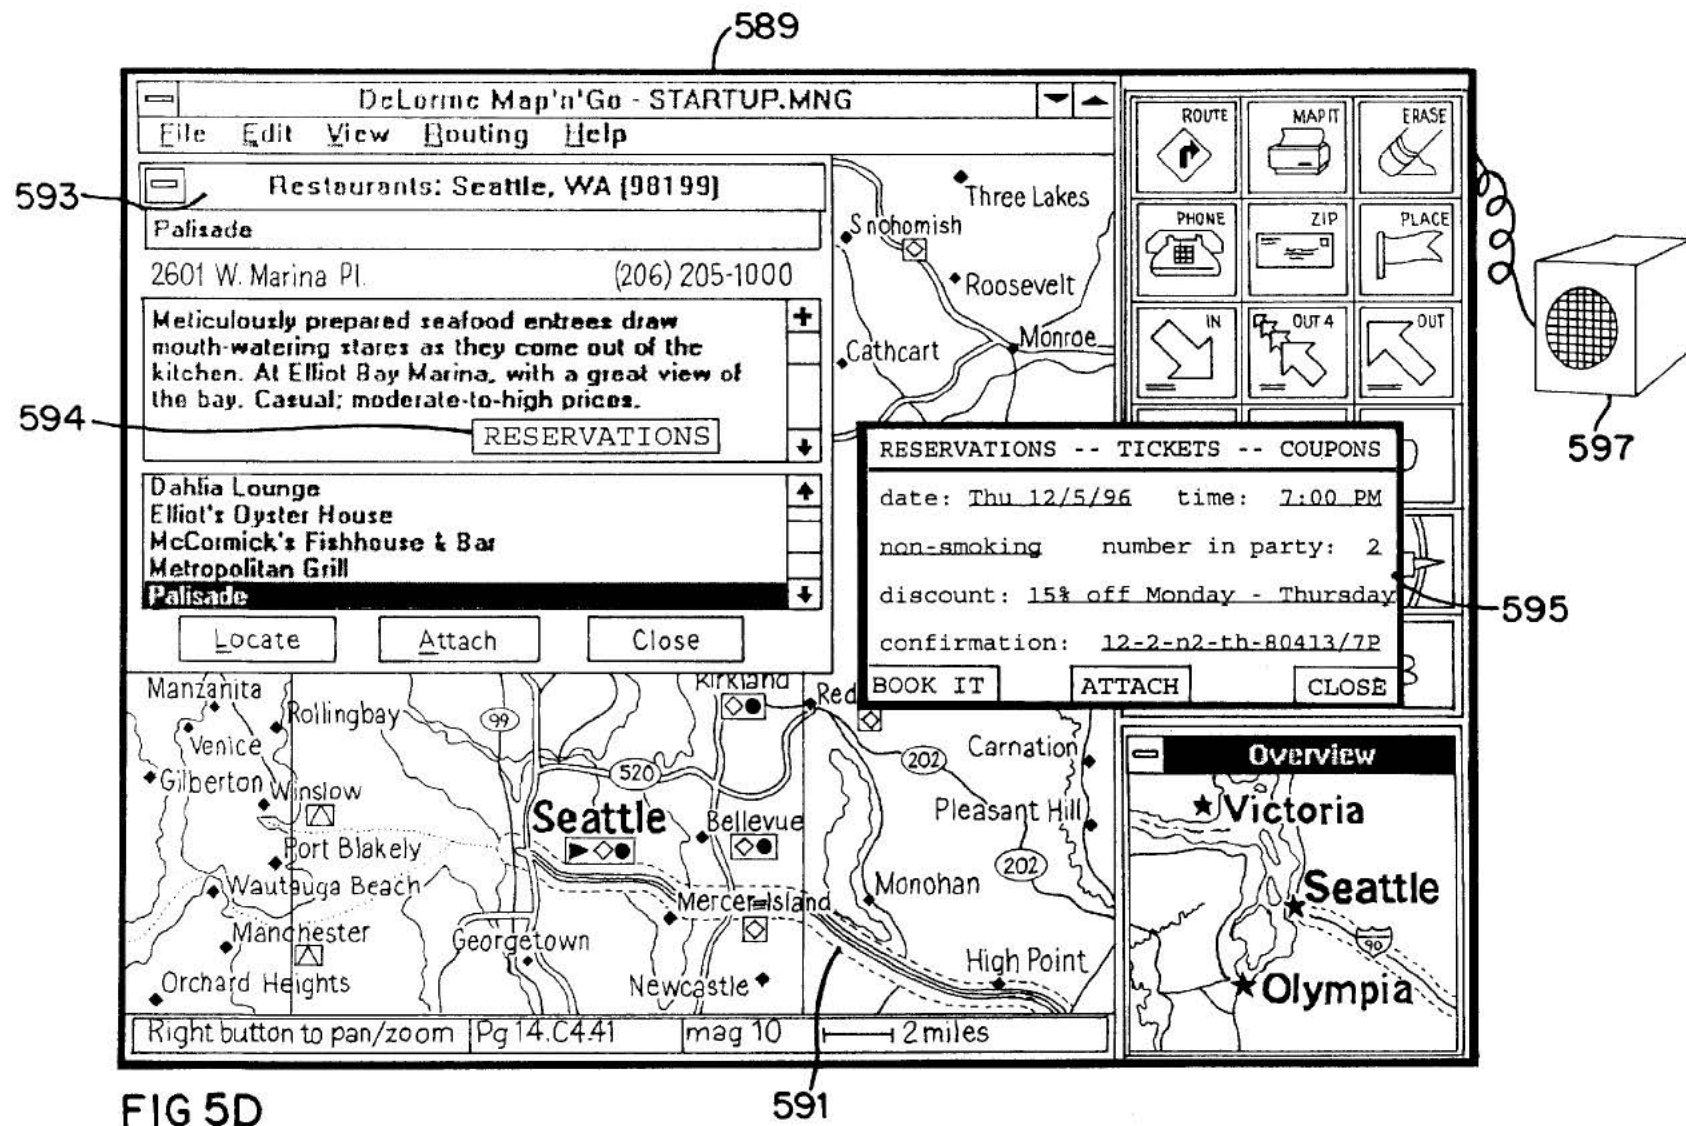 589
DeLorme Map'n'Go - STARTUP.MNG
File Edit View Routing Help
593
Restaurants: Seattle, WA (98199)
Palisade
2601 W. Marina Pl. (206) 205-1000
Meticulously prepared seafood entrees draw
mouth-watering stares as they come out of the
kitchen. At Elliot Bay Marina, with a great view of
the bay. Casual; moderate-to-high prices.
594
RESERVATIONS
Dahlia Lounge
Elliot's Oyster House
McCormick's Fishhouse & Bar
Metropolitan Grill
Palisade
Locate Attach Close
Three Lakes
Snohomish
Roosevelt
Monroe
Cathcart
ROUTE MAP IT ERASE
PHONE ZIP PLACE
IN OUT 4 OUT
597
RESERVATIONS -- TICKETS -- COUPONS
date: Thu 12/5/96 time: 7:00 PM
non-smoking number in party: 2
discount: 15% off Monday - Thursday
confirmation: 12-2-n2-th-80413/7P
BOOK IT ATTACH CLOSE
595
Manzanita
Rollingbay
Venice
Gilberton
Winslow
Port Blakely
Wautauga Beach
Manchester
Orchard Heights
99
520
Seattle
Kirkland
Red
Bellevue
Mercer Island
Georgetown
Newcastle
202
Carnation
Pleasant Hill
202
Monohan
High Point
Overview
Victoria
Seattle
90
Olympia
Right button to pan/zoom Pg 14.C4.41 mag 10 2 miles
FIG 5D
591